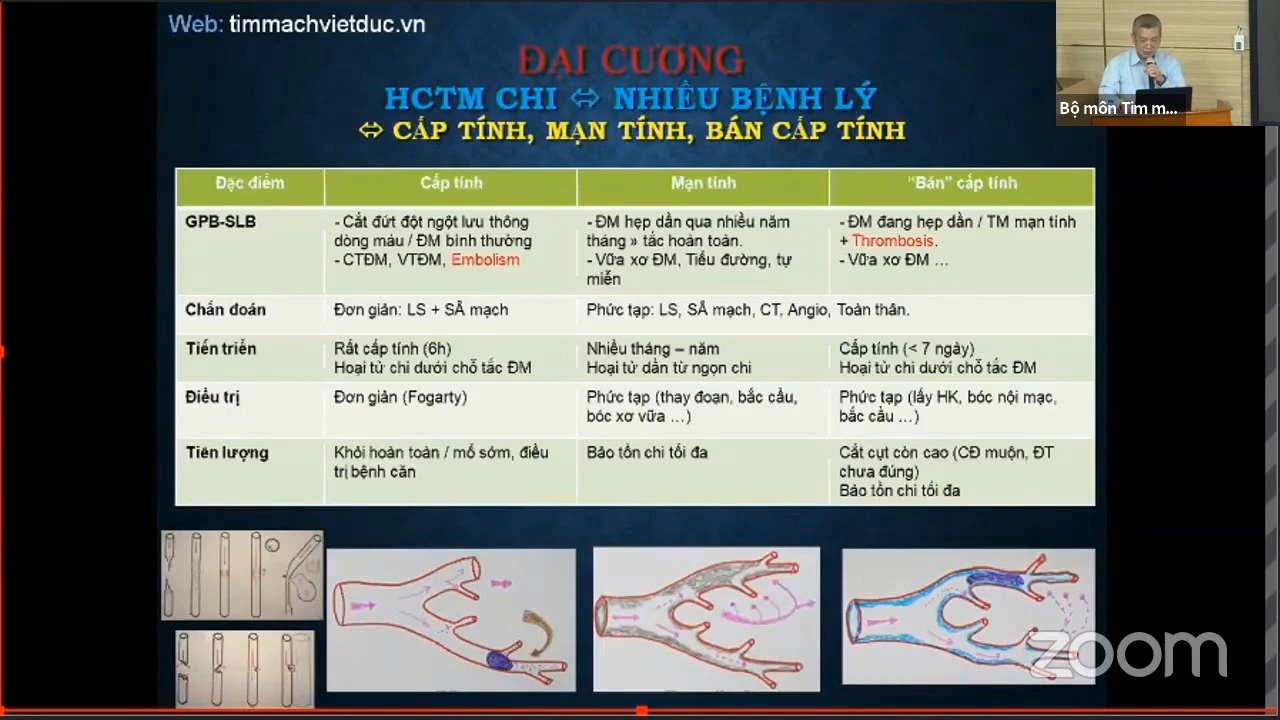 Web: timmachvietduc.vn
ĐẠI CƯƠNG
HCTM CHI ⇔ NHIỀU BỆNH LÝ
⇔ CẤP TÍNH, MẠN TÍNH, BÁN CẤP TÍNH
Bộ môn Tim m...
Đặc điểm Cấp tính Mạn tính “Bán” cấp tính
GPB-SLB
- Cắt đứt đột ngột lưu thông
dòng máu / ĐM bình thường
- CTĐM, VTĐM, Embolism
- ĐM hẹp dần qua nhiều năm
tháng » tắc hoàn toàn.
- Vữa xơ ĐM, Tiểu đường, tự
miễn
- ĐM đang hẹp dần / TM mạn tính
+ Thrombosis.
- Vữa xơ ĐM ...
Chẩn đoán
Đơn giản: LS + SÂ mạch
Phức tạp: LS, SÂ mạch, CT, Angio, Toàn thân.
Tiến triển
Rất cấp tính (6h)
Hoại tử chi dưới chỗ tắc ĐM
Nhiều tháng – năm
Hoại tử dần từ ngọn chi
Cấp tính (< 7 ngày)
Hoại tử chi dưới chỗ tắc ĐM
Điều trị
Đơn giản (Fogarty)
Phức tạp (thay đoạn, bắc cầu,
bóc xơ vữa ...)
Phức tạp (lấy HK, bóc nội mạc,
bắc cầu ...)
Tiên lượng
Khỏi hoàn toàn / mổ sớm, điều
trị bệnh căn
Bảo tồn chi tối đa
Cắt cụt còn cao (CĐ muộn, ĐT
chưa đúng)
Bảo tồn chi tối đa
zoom